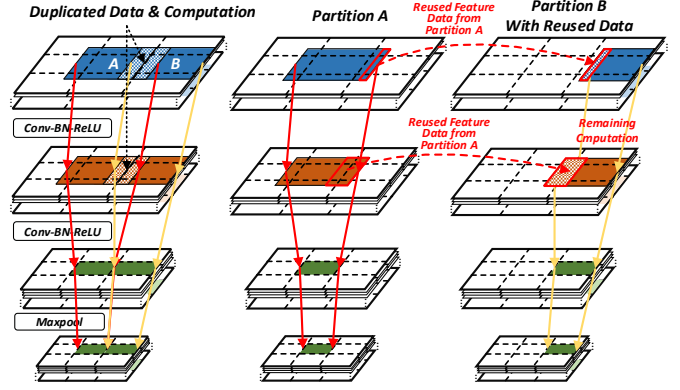 Duplicated Data & Computation
Partition A
Reused Feature
Data from
Partition A
Partition B
With Reused Data
A
B
Conv-BN-ReLU
Reused Feature
Data from
Partition A
Remaining
Cmputation
Conv-BN-ReLU
Maxpool